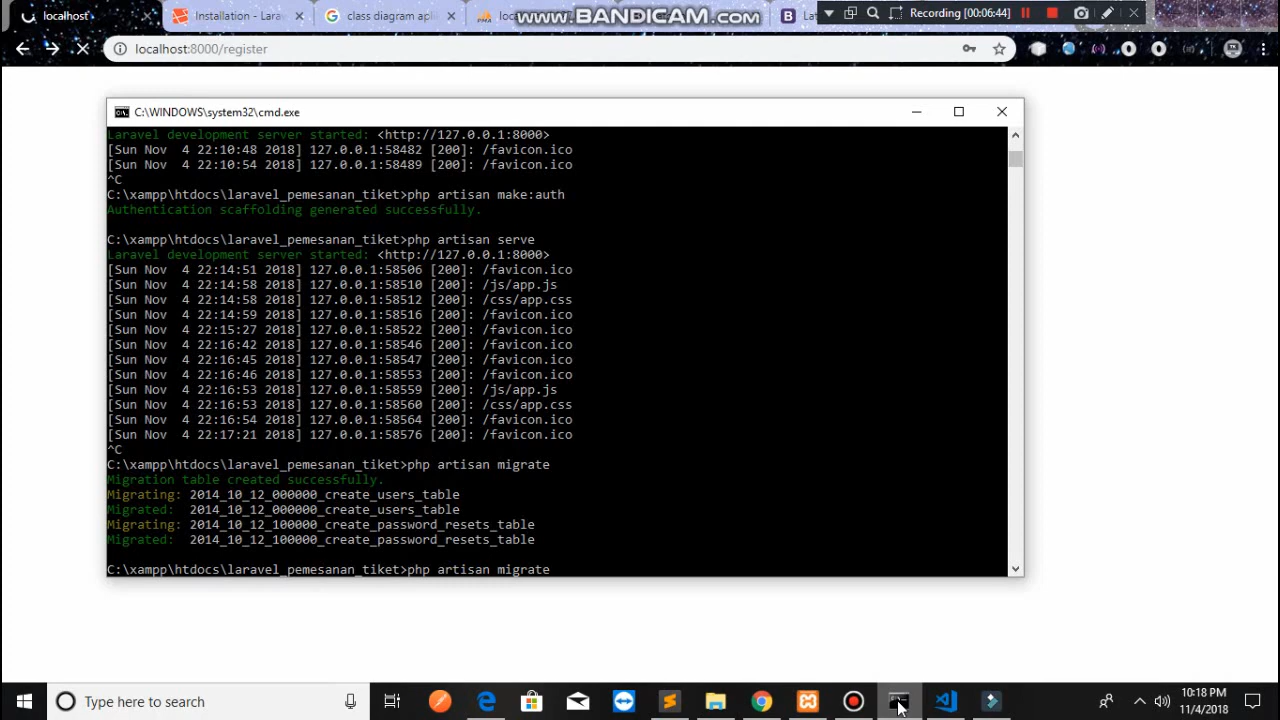 localhost
Installation - Lara
class diagram apli
loc
www.BANDICAM.com
La
Recording [00:06:44]
localhost:8000/register
C:\WINDOWS\system32\cmd.exe
Laravel development server started: <http://127.0.0.1:8000>
[Sun Nov  4 22:10:48 2018] 127.0.0.1:58482 [200]: /favicon.ico
[Sun Nov  4 22:10:54 2018] 127.0.0.1:58489 [200]: /favicon.ico
^C
C:\xampp\htdocs\laravel_pemesanan_tiket>php artisan make:auth
Authentication scaffolding generated successfully.
C:\xampp\htdocs\laravel_pemesanan_tiket>php artisan serve
Laravel development server started: <http://127.0.0.1:8000>
[Sun Nov  4 22:14:51 2018] 127.0.0.1:58506 [200]: /favicon.ico
[Sun Nov  4 22:14:58 2018] 127.0.0.1:58510 [200]: /js/app.js
[Sun Nov  4 22:14:58 2018] 127.0.0.1:58512 [200]: /css/app.css
[Sun Nov  4 22:14:59 2018] 127.0.0.1:58516 [200]: /favicon.ico
[Sun Nov  4 22:15:27 2018] 127.0.0.1:58522 [200]: /favicon.ico
[Sun Nov  4 22:16:42 2018] 127.0.0.1:58546 [200]: /favicon.ico
[Sun Nov  4 22:16:45 2018] 127.0.0.1:58547 [200]: /favicon.ico
[Sun Nov  4 22:16:46 2018] 127.0.0.1:58553 [200]: /favicon.ico
[Sun Nov  4 22:16:53 2018] 127.0.0.1:58559 [200]: /js/app.js
[Sun Nov  4 22:16:53 2018] 127.0.0.1:58560 [200]: /css/app.css
[Sun Nov  4 22:16:54 2018] 127.0.0.1:58564 [200]: /favicon.ico
[Sun Nov  4 22:17:21 2018] 127.0.0.1:58576 [200]: /favicon.ico
^C
C:\xampp\htdocs\laravel_pemesanan_tiket>php artisan migrate
Migration table created successfully.
Migrating: 2014_10_12_000000_create_users_table
Migrated:  2014_10_12_000000_create_users_table
Migrating: 2014_10_12_100000_create_password_resets_table
Migrated:  2014_10_12_100000_create_password_resets_table
C:\xampp\htdocs\laravel_pemesanan_tiket>php artisan migrate
Type here to search
10:18 PM
11/4/2018